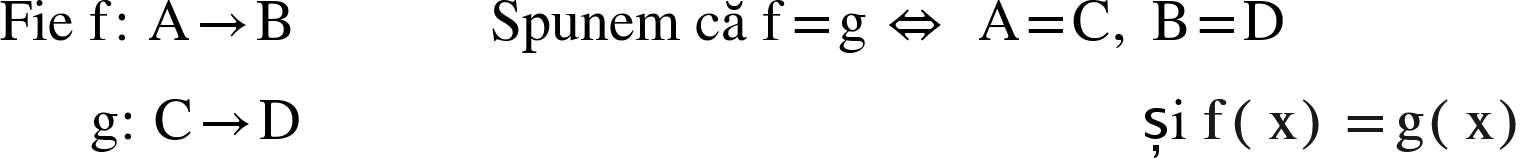 Fie f: A→B Spunem că f=g ⇔ A=C, B=D
g: C→D și f( x) =g( x)